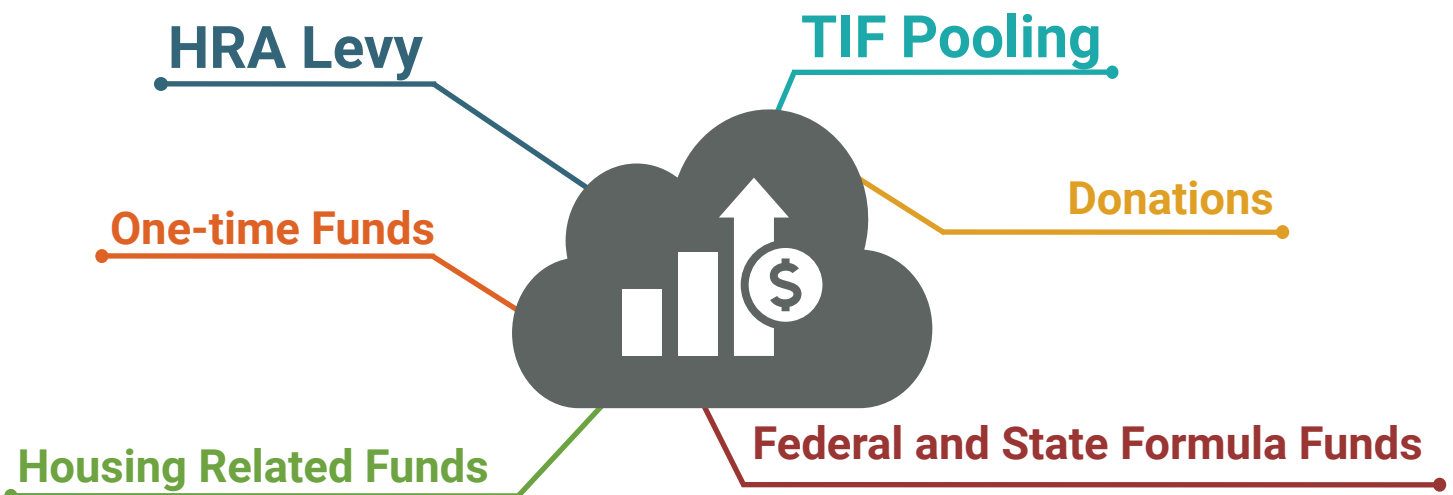 HRA Levy
TIF Pooling
Donations
One-time Funds
$
Federal and State Formula Funds
Housing Related Funds